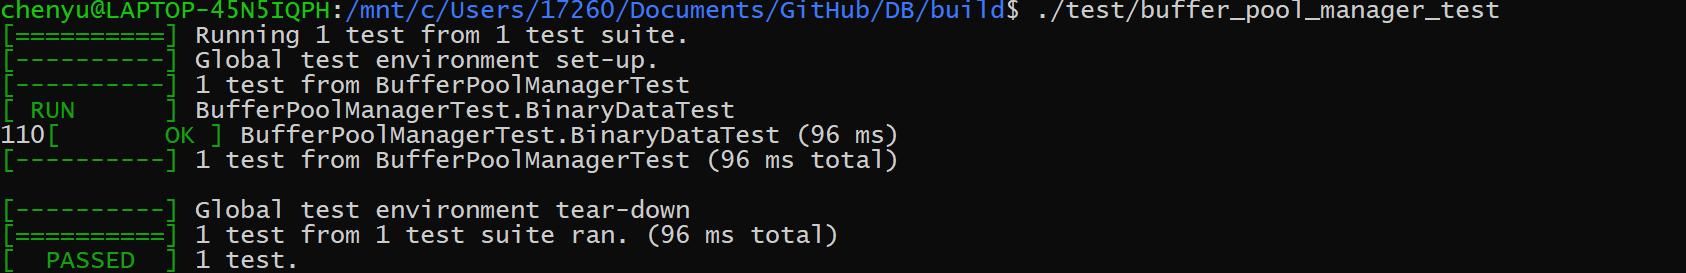 chenyu@LAPTOP-45N5IQPH:/mnt/c/Users/17260/Documents/GitHub/DB/build$ ./test/buffer_pool_manager_test
[==========] Running 1 test from 1 test suite.
[----------] Global test environment set-up.
[----------] 1 test from BufferPoolManagerTest
[ RUN      ] BufferPoolManagerTest.BinaryDataTest
110[       OK ] BufferPoolManagerTest.BinaryDataTest (96 ms)
[----------] 1 test from BufferPoolManagerTest (96 ms total)

[----------] Global test environment tear-down
[==========] 1 test from 1 test suite ran. (96 ms total)
[  PASSED  ] 1 test.